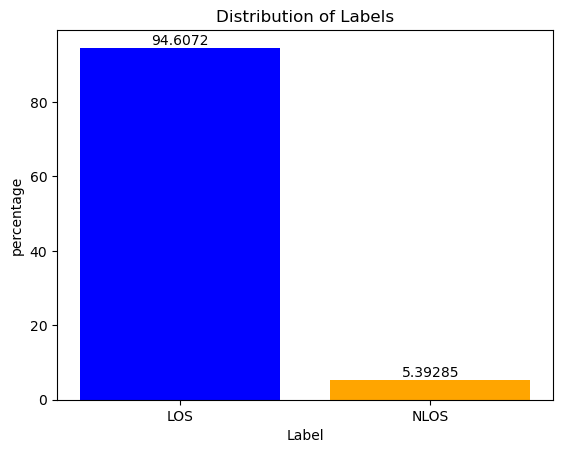 Distribution of Labels
94.6072
5.39285
80
60
40
20
0
percentage
LOS
NLOS
Label